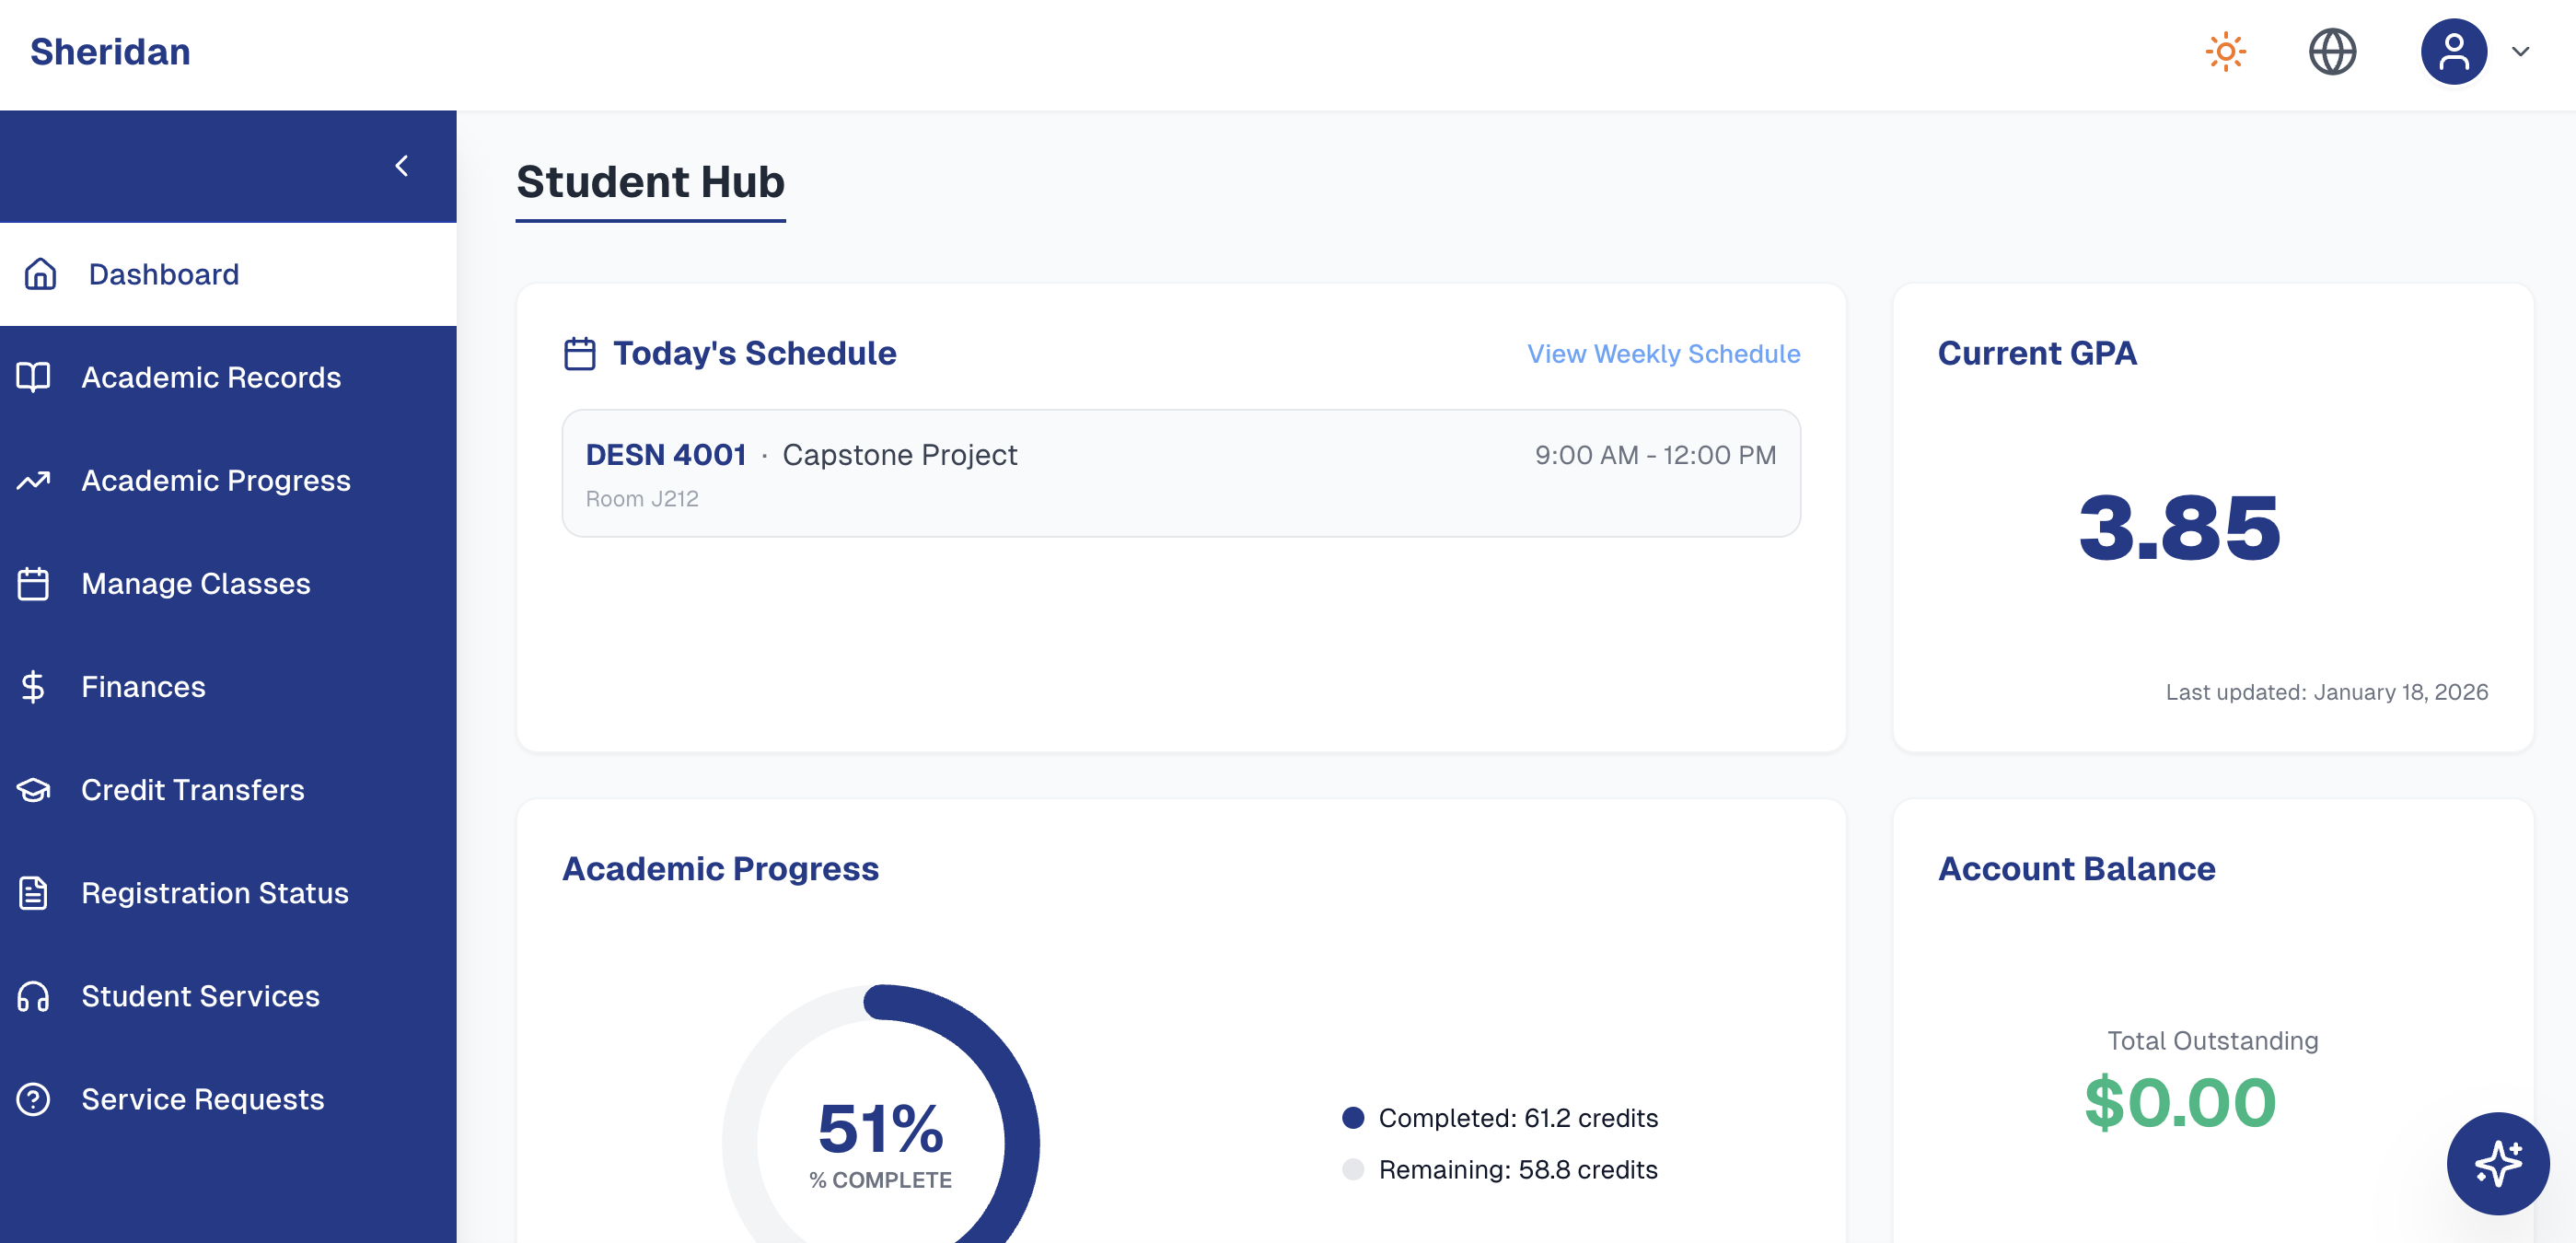 Sheridan
Student Hub
Dashboard
Academic Records
Academic Progress
Manage Classes
Finances
Credit Transfers
Registration Status
Student Services
Service Requests
Today's Schedule
View Weekly Schedule
DESN 4001 · Capstone Project
9:00 AM - 12:00 PM
Room J212
Current GPA
3.85
Last updated: January 18, 2026
Academic Progress
51%
% COMPLETE
Completed: 61.2 credits
Remaining: 58.8 credits
Account Balance
Total Outstanding
$0.00